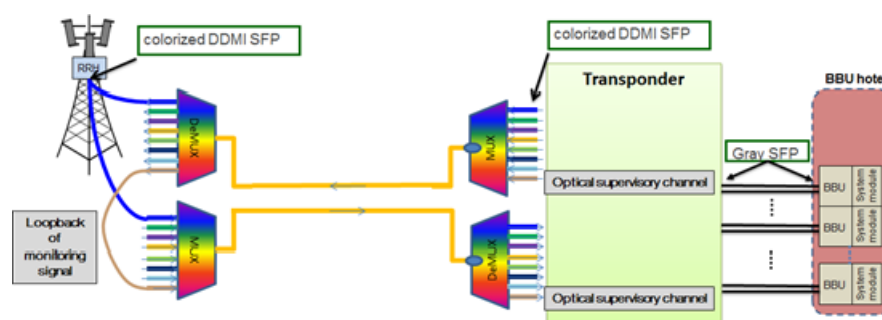 colorized DDMI SFP
colorized DDMI SFP
RRH
Transponder
BBU hote
DeMUX
MUX
Gray SFP
Optical supervisory channel
BBU
System
module
Loopback
of
monitoring
signal
MUX
DeMUX
BBU
System
module
Optical supervisory channel
BBU
System
module